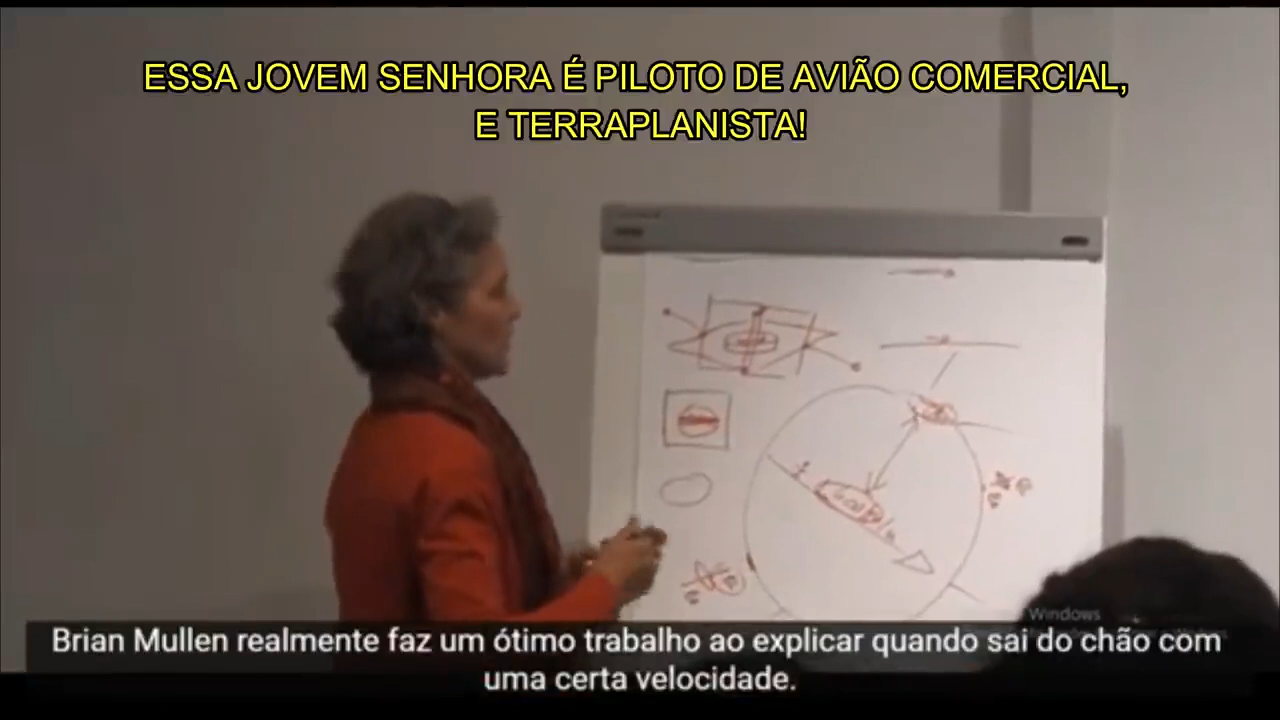 ESSA JOVEM SENHORA É PILOTO DE AVIÃO COMERCIAL,
E TERRAPLANISTA!
Windows
Brian Mullen realmente faz um ótimo trabalho ao explicar quando sai do chão com
uma certa velocidade.